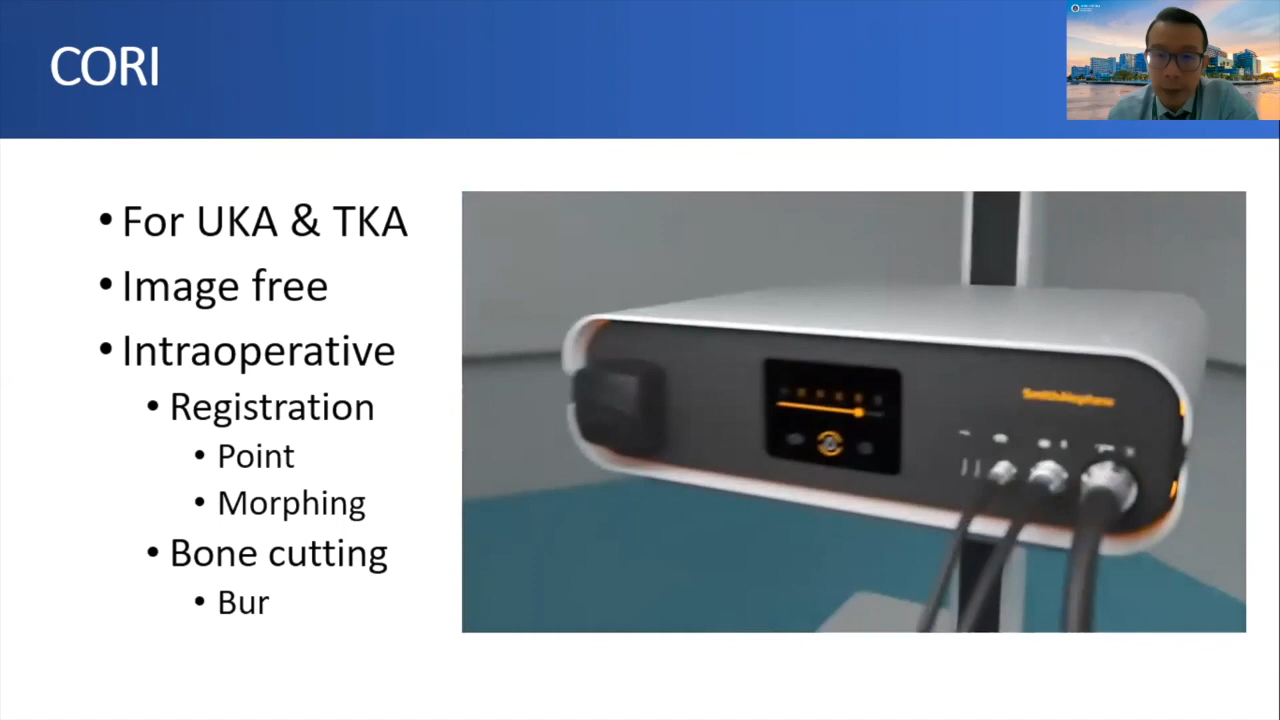 CORI
• For UKA & TKA
• Image free
• Intraoperative
• Registration
• Point
• Morphing
• Bone cutting
• Bur
Smith+Nephew